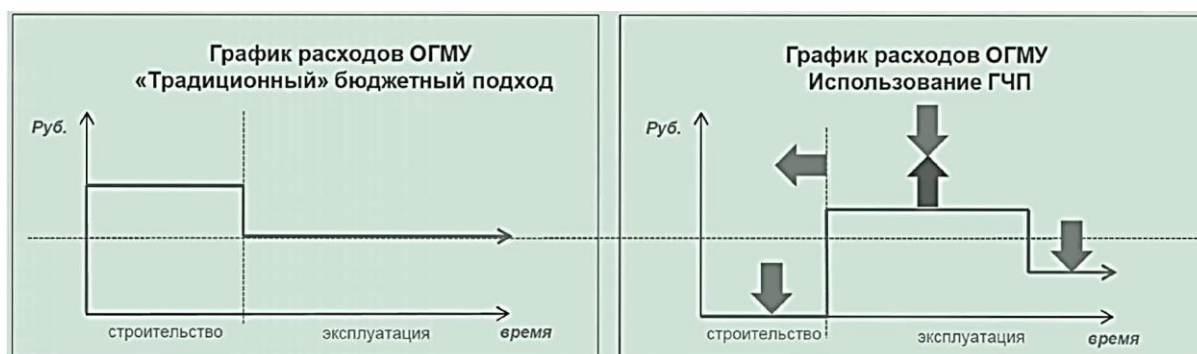 График расходов ОГМУ
«Традиционный» бюджетный подход
Руб.
строительство
эксплуатация
время
График расходов ОГМУ
Использование ГЧП
Руб.
строительство
эксплуатация
время